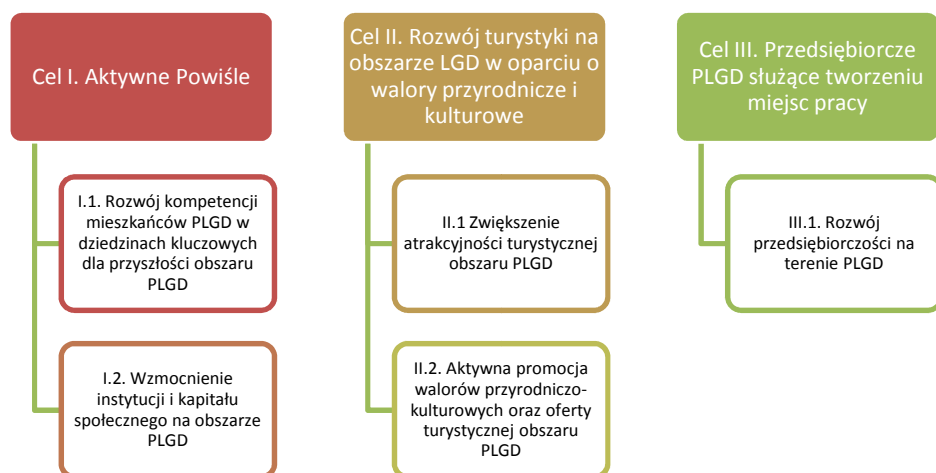 Cel I. Aktywne Powiśle
I.1. Rozwój kompetencji
mieszkańców PLGD w
dziedzinach kluczowych
dla przyszłości obszaru
PLGD
I.2. Wzmocnienie
instytucji i kapitału
społecznego na obszarze
PLGD
Cel II. Rozwój turystyki na
obszarze LGD w oparciu o
walory przyrodnicze i
kulturowe
II.1 Zwiększenie
atrakcyjności turystycznej
obszaru PLGD
II.2. Aktywna promocja
walorów przyrodniczo-
kulturowych oraz oferty
turystycznej obszaru
PLGD
Cel III. Przedsiębiorcze
PLGD służące tworzeniu
miejsc pracy
III.1. Rozwój
przedsiębiorczości na
terenie PLGD